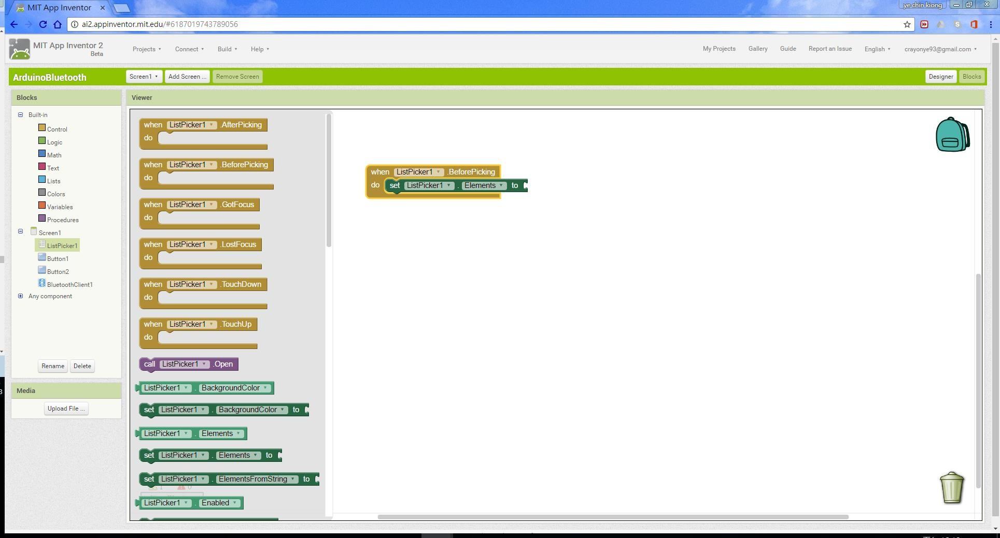 MIT App Inventor
ye chin kiong
ai2.appinventor.mit.edu/#6187019743789056
MIT App Inventor 2
Beta
Projects Connect Build Help
My Projects Gallery Guide Report an Issue English crayonye93@gmail.com
ArduinoBluetooth
Screen1 Add Screen ... Remove Screen
Designer Blocks
Blocks
Built-in
Control
Logic
Math
Text
Lists
Colors
Variables
Procedures
Screen1
ListPicker1
Button1
Button2
BluetoothClient1
Any component
Rename Delete
Media
Upload File ...
Viewer
when ListPicker1 .AfterPicking
do
when ListPicker1 .BeforePicking
do
when ListPicker1 .GotFocus
do
when ListPicker1 .LostFocus
do
when ListPicker1 .TouchDown
do
when ListPicker1 .TouchUp
do
call ListPicker1 .Open
ListPicker1 . BackgroundColor
set ListPicker1 . BackgroundColor to
ListPicker1 . Elements
set ListPicker1 . Elements to
set ListPicker1 . ElementsFromString to
1 0
ListPicker1 . Enabled
when ListPicker1 .BeforePicking
do set ListPicker1 . Elements to